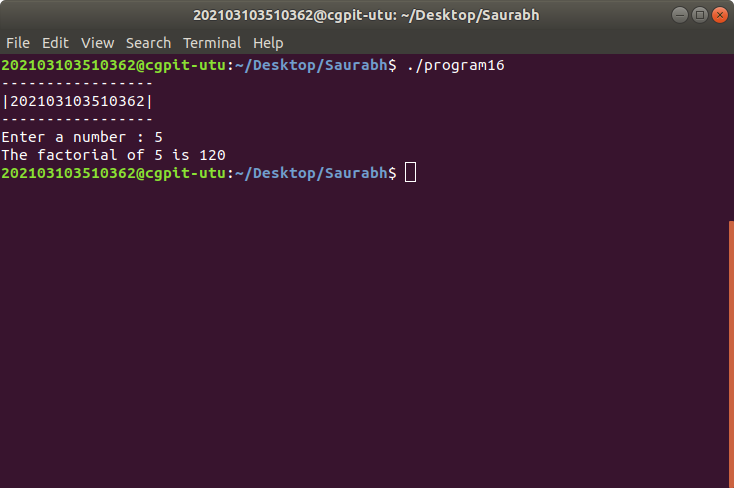 202103103510362@cgpit-utu: ~/Desktop/Saurabh
File Edit View Search Terminal Help
202103103510362@cgpit-utu:~/Desktop/Saurabh$ ./program16
-----------------
|202103103510362|
-----------------
Enter a number : 5
The factorial of 5 is 120
202103103510362@cgpit-utu:~/Desktop/Saurabh$